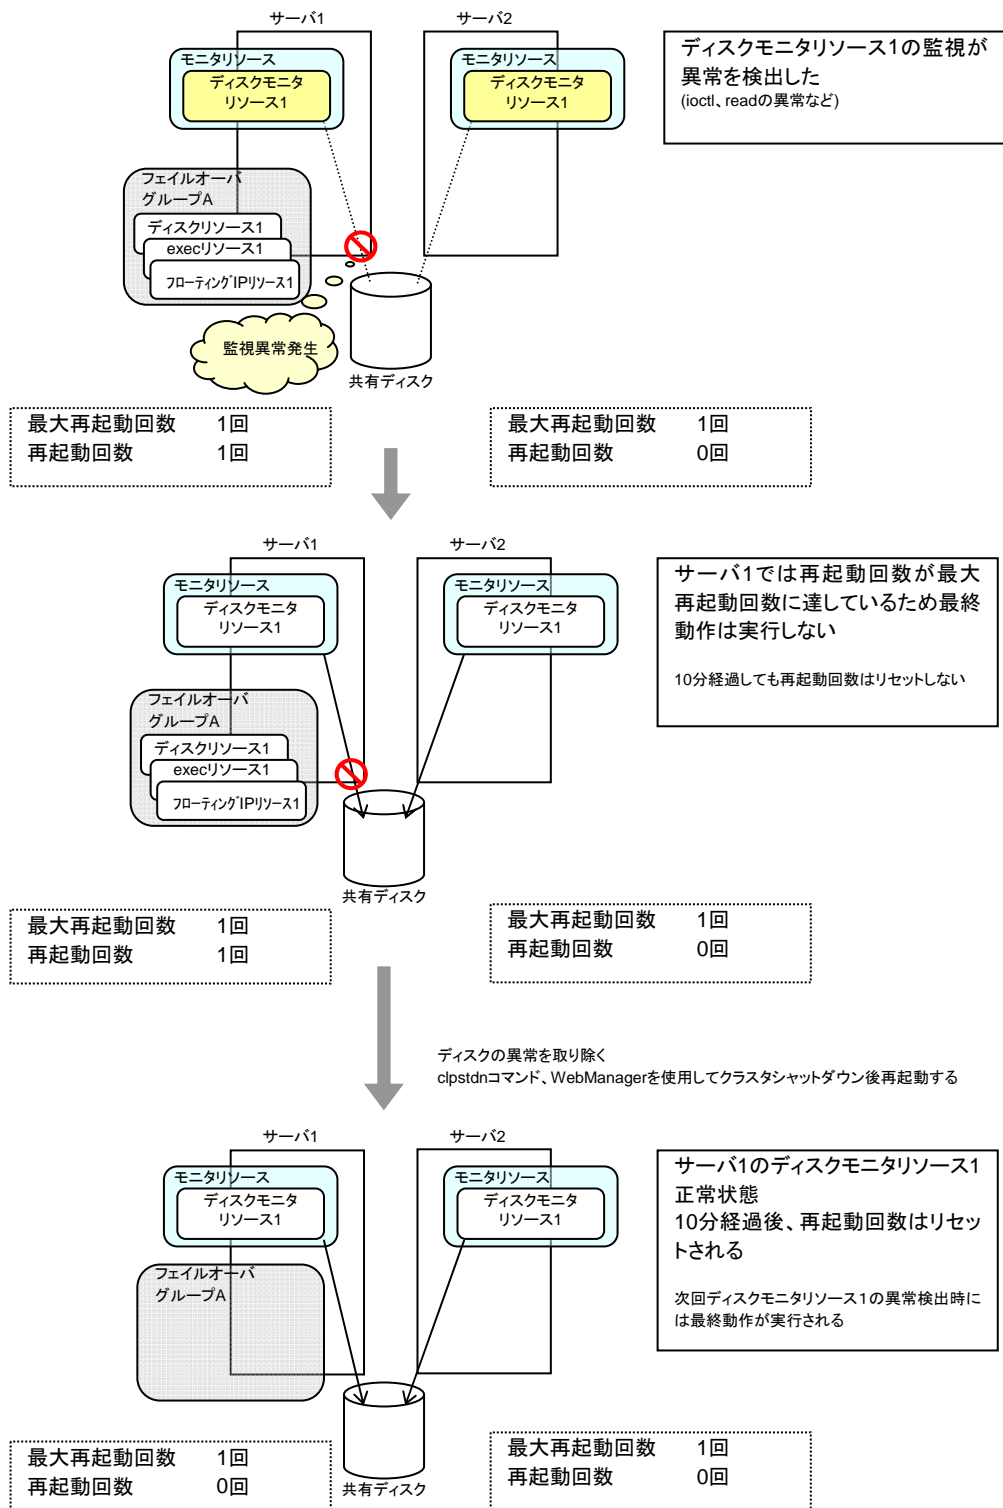 サーバ1
サーバ2
モニタリソース
ディスクモニタ
リソース1
モニタリソース
ディスクモニタ
リソース1
ディスクモニタリソース1の監視が
異常を検出した
(ioctl、readの異常など)
フェイルオーバ
グループA
ディスクリソース1
execリソース1
フローティングIPリソース1
監視異常発生
共有ディスク
最大再起動回数 1回
再起動回数 1回
最大再起動回数 1回
再起動回数 0回
サーバ1
サーバ2
モニタリソース
ディスクモニタ
リソース1
モニタリソース
ディスクモニタ
リソース1
サーバ1では再起動回数が最大
再起動回数に達しているため最終
動作は実行しない
10分経過しても再起動回数はリセットしない
フェイルオーバ
グループA
ディスクリソース1
execリソース1
フローティングIPリソース1
共有ディスク
最大再起動回数 1回
再起動回数 1回
最大再起動回数 1回
再起動回数 0回
ディスクの異常を取り除く
clpstdnコマンド、WebManagerを使用してクラスタシャットダウン後再起動する
サーバ1
サーバ2
モニタリソース
ディスクモニタ
リソース1
モニタリソース
ディスクモニタ
リソース1
サーバ1のディスクモニタリソース1
正常状態
10分経過後、再起動回数はリセッ
トされる
次回ディスクモニタリソース1の異常検出時に
は最終動作が実行される
フェイルオーバ
グループA
共有ディスク
最大再起動回数 1回
再起動回数 0回
最大再起動回数 1回
再起動回数 0回